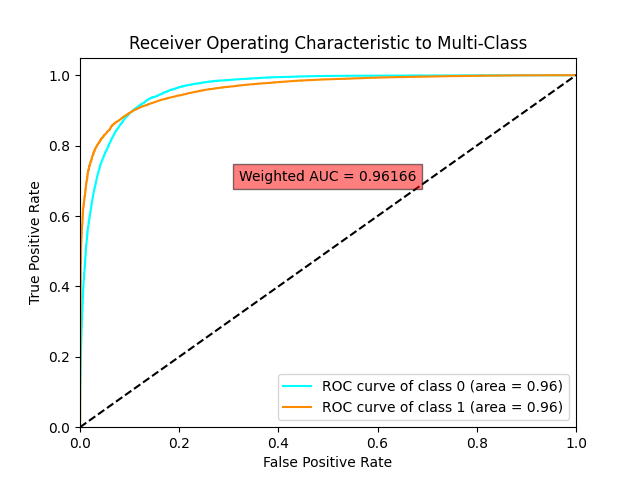 Receiver Operating Characteristic to Multi-Class
1.0
0.8
0.6
0.4
0.2
0.0
True Positive Rate
Weighted AUC = 0.96166
ROC curve of class 0 (area = 0.96)
ROC curve of class 1 (area = 0.96)
0.0 0.2 0.4 0.6 0.8 1.0
False Positive Rate